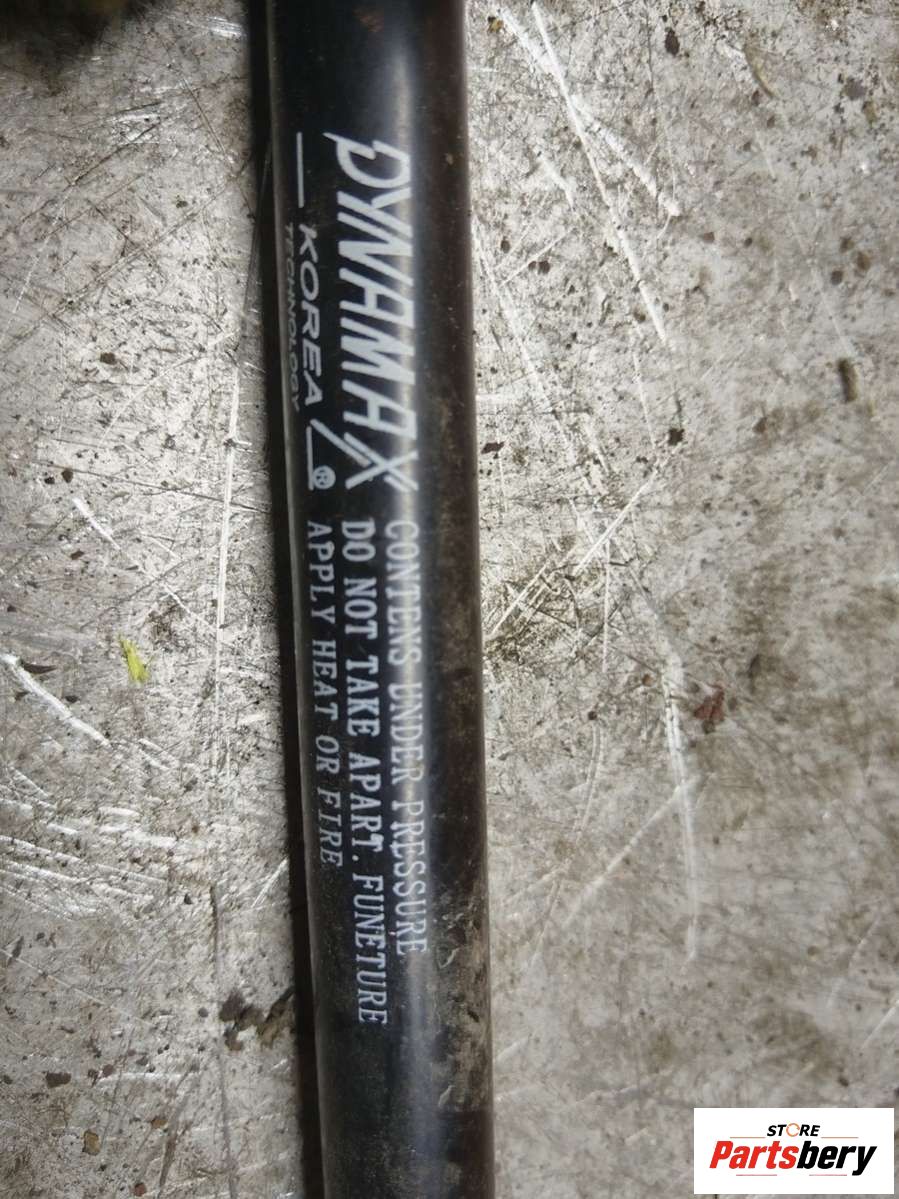 DYNAMAX
KOREA ®
TECHNOLOGY
CONTENS UNDER PRESSURE
DO NOT TAKE APART. FUNETURE
APPLY HEAT OR FIRE
STORE
Partsbery